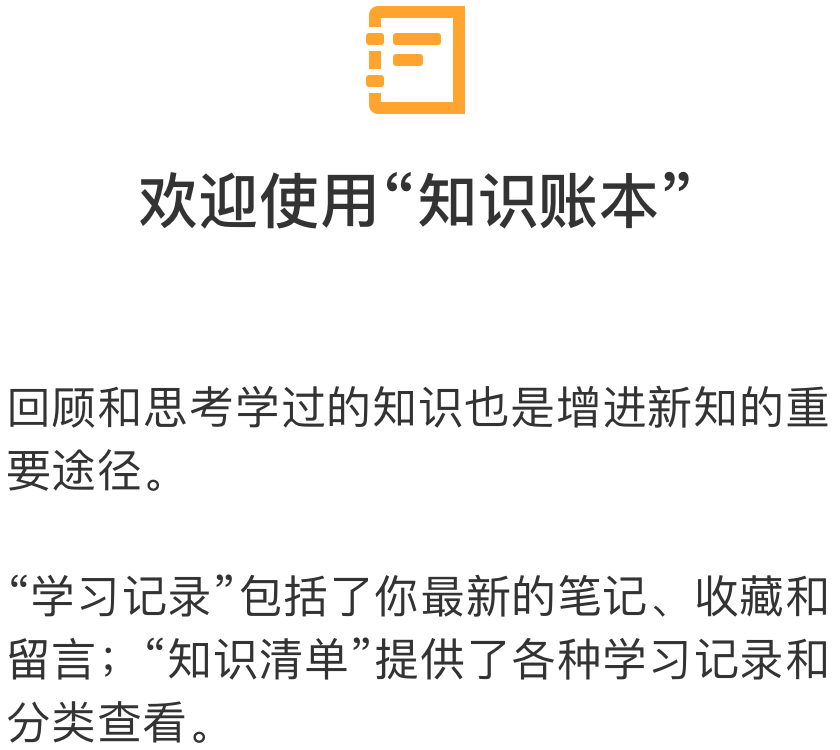 欢迎使用“知识账本”
回顾和思考学过的知识也是增进新知的重
要途径。
“学习记录”包括了你最新的笔记、收藏和
留言；“知识清单”提供了各种学习记录和
分类查看。